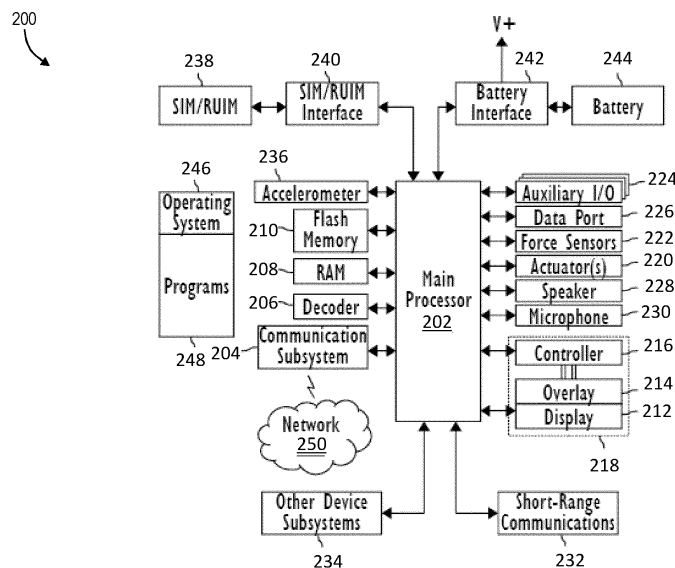 200
V+
238
240
242
244
SIM/RUIM
SIM/RUIM
Interface
Battery
Interface
Battery
246
Operating
System
Programs
248
236
Accelerometer
210
Flash
Memory
208
RAM
206
Decoder
204
Communication
Subsystem
Network
250
Main
Processor
202
Auxiliary I/O
224
Data Port
226
Force Sensors
222
Actuator(s)
220
Speaker
228
Microphone
230
Controller
216
Overlay
214
Display
212
218
Other Device
Subsystems
234
Short-Range
Communications
232